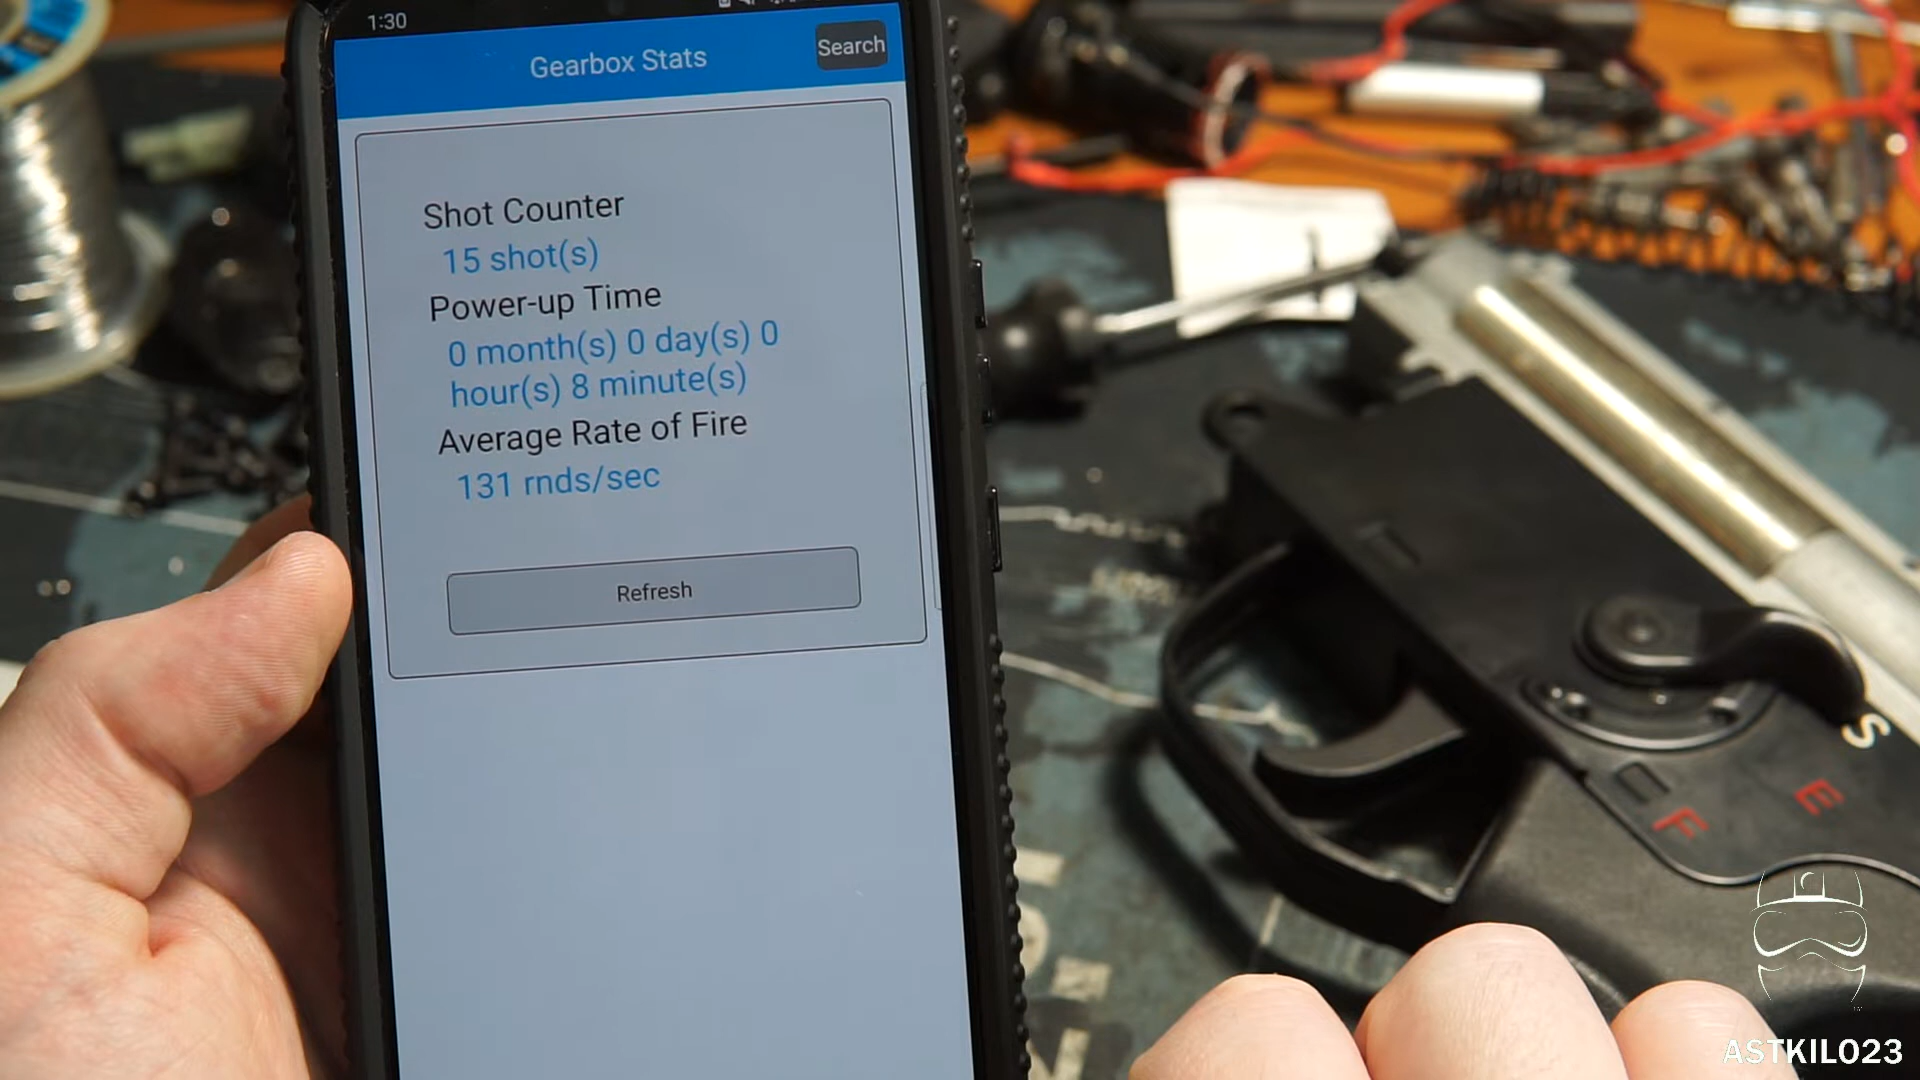 1:30
Gearbox Stats
Search
Shot Counter
15 shot(s)
Power-up Time
0 month(s) 0 day(s) 0
hour(s) 8 minute(s)
Average Rate of Fire
131 rnds/sec
Refresh
S
E
F
ASTKILO23